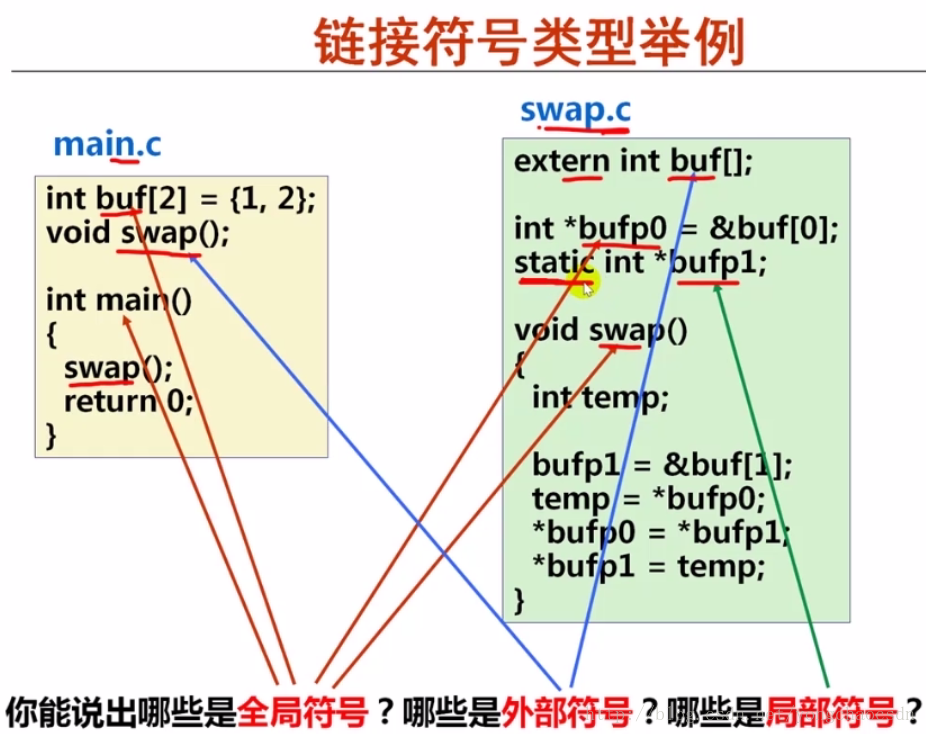 链接符号类型举例
main.c
int buf[2] = {1, 2};
void swap();
int main()
{
swap();
return 0;
}
swap.c
extern int buf[];
int *bufp0 = &buf[0];
static int *bufp1;
void swap()
{
int temp;
bufp1 = &buf[1];
temp = *bufp0;
*bufp0 = *bufp1;
*bufp1 = temp;
}
你能说出哪些是全局符号？哪些是外部符号？哪些是局部符号？